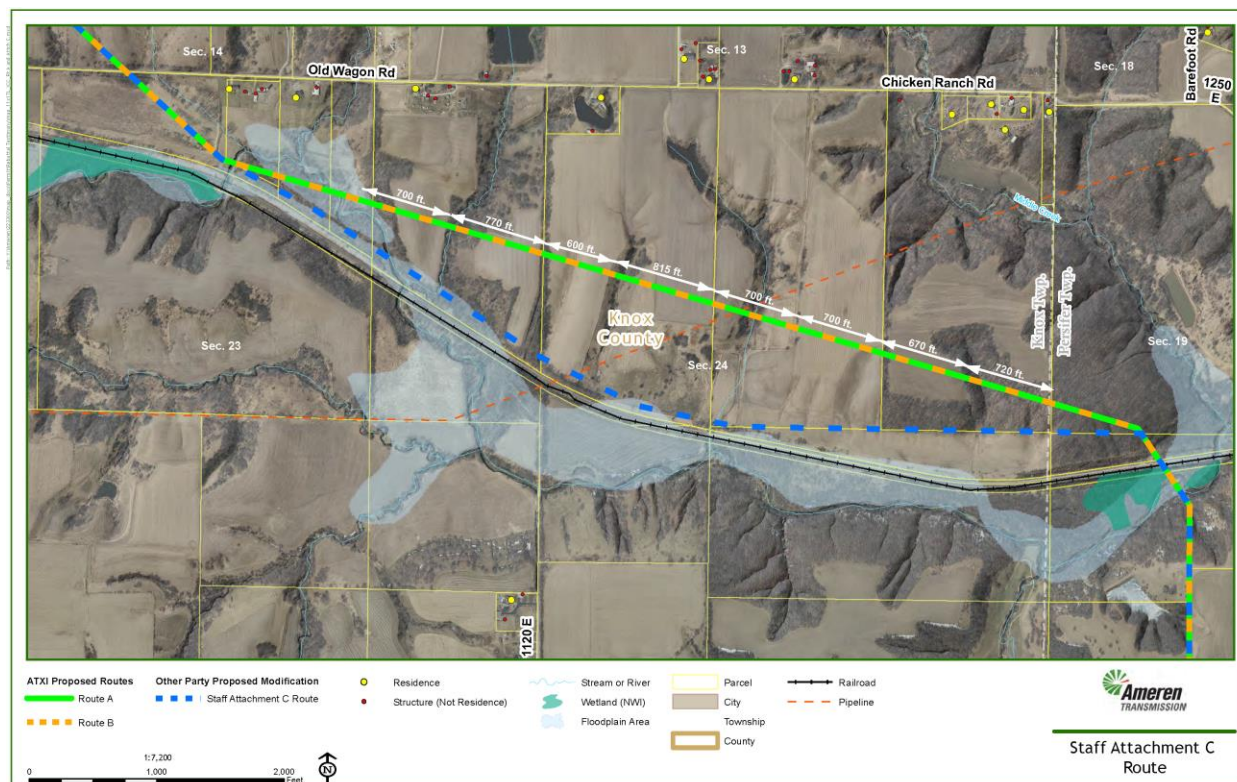 Sec. 14
Old Wagon Rd
Sec. 13
Chicken Ranch Rd
Sec. 18
Barefoot Rd
1250 E
700 ft.
770 ft.
600 ft.
815 ft.
700 ft.
700 ft.
670 ft.
720 ft.
Middle Creek
Knox Twp.
Persifer Twp.
Knox
County
Sec. 23
Sec. 24
Sec. 19
1120 E
ATXI Proposed Routes
Route A
Route B
Other Party Proposed Modification
Staff Attachment C Route
Residence
Structure (Not Residence)
Stream or River
Wetland (NWI)
Floodplain Area
Parcel
City
Township
County
Railroad
Pipeline
Ameren
TRANSMISSION
Staff Attachment C
Route
1:7,200
0 1,000 2,000
Feet
N